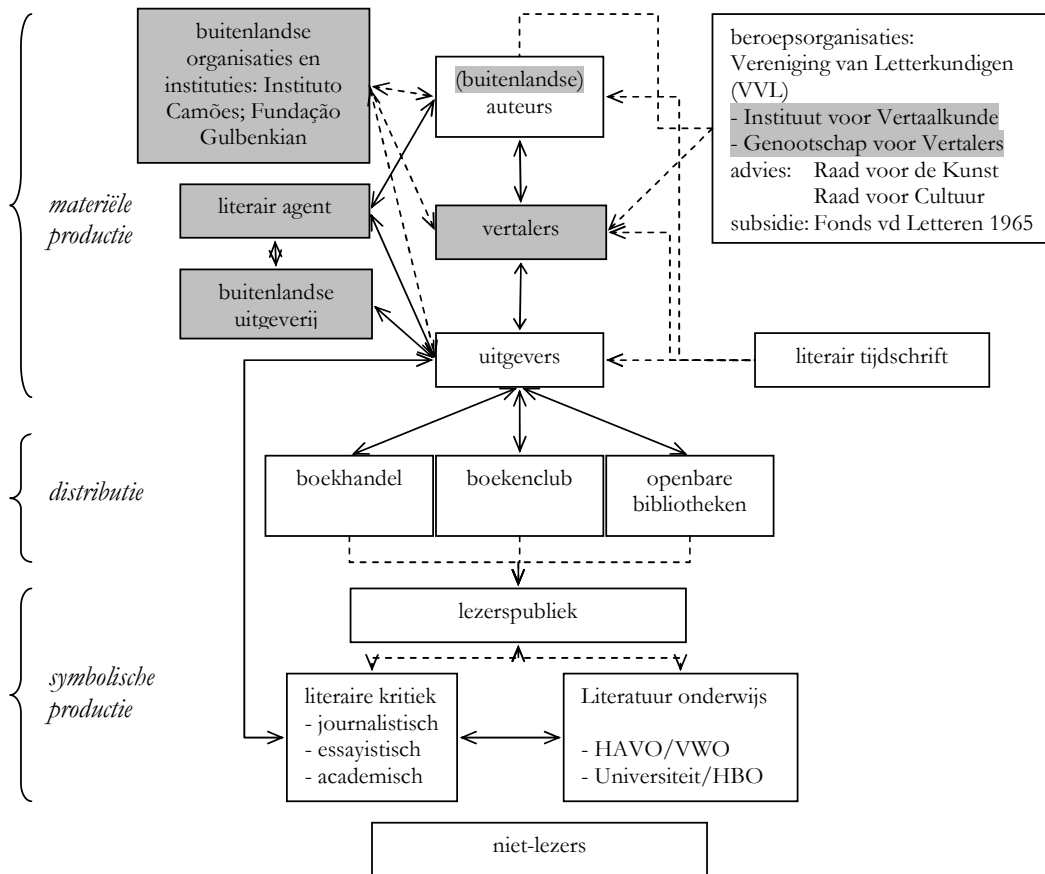 buitenlandse
organisaties en
instituties: Instituto
Camões; Fundação
Gulbenkian
(buitenlandse)
auteurs
beroepsorganisaties:
Vereniging van Letterkundigen
(VVL)
- Instituut voor Vertaalkunde
- Genootschap voor Vertalers
advies: Raad voor de Kunst
Raad voor Cultuur
subsidie: Fonds vd Letteren 1965
materiële
productie
literair agent
vertalers
buitenlandse
uitgeverij
uitgevers
literair tijdschrift
distributie
boekhandel
boekenclub
openbare
bibliotheken
lezerspubliek
symbolische
productie
literaire kritiek
- journalistisch
- essayistisch
- academisch
Literatuur onderwijs
- HAVO/VWO
- Universiteit/HBO
niet-lezers